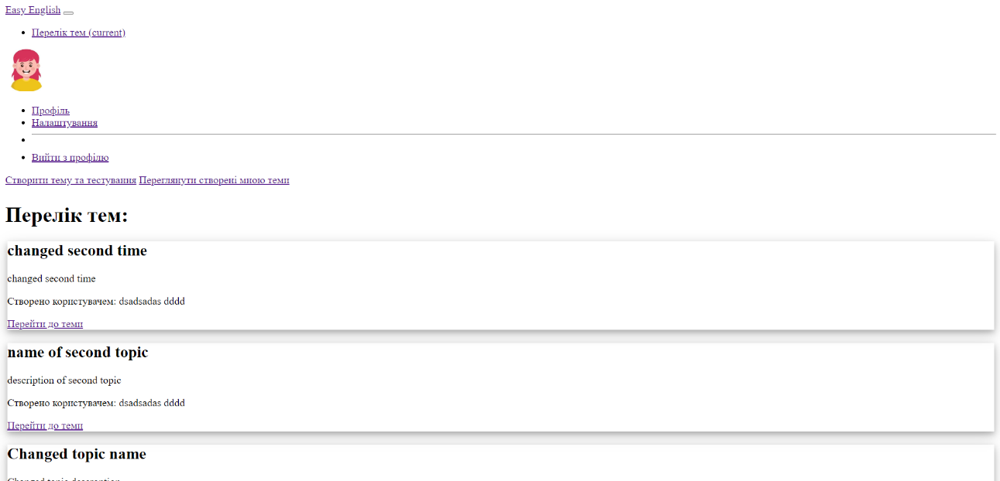 Easy English
Перелік тем (current)
Профіль
Налаштування
Вийти з профілю
Створити тему та тестування Переглянути створені мною теми
Перелік тем:
changed second time
changed second time
Створено користувачем: dsadsadas dddd
Перейти до теми
name of second topic
description of second topic
Створено користувачем: dsadsadas dddd
Перейти до теми
Changed topic name
Changed topic